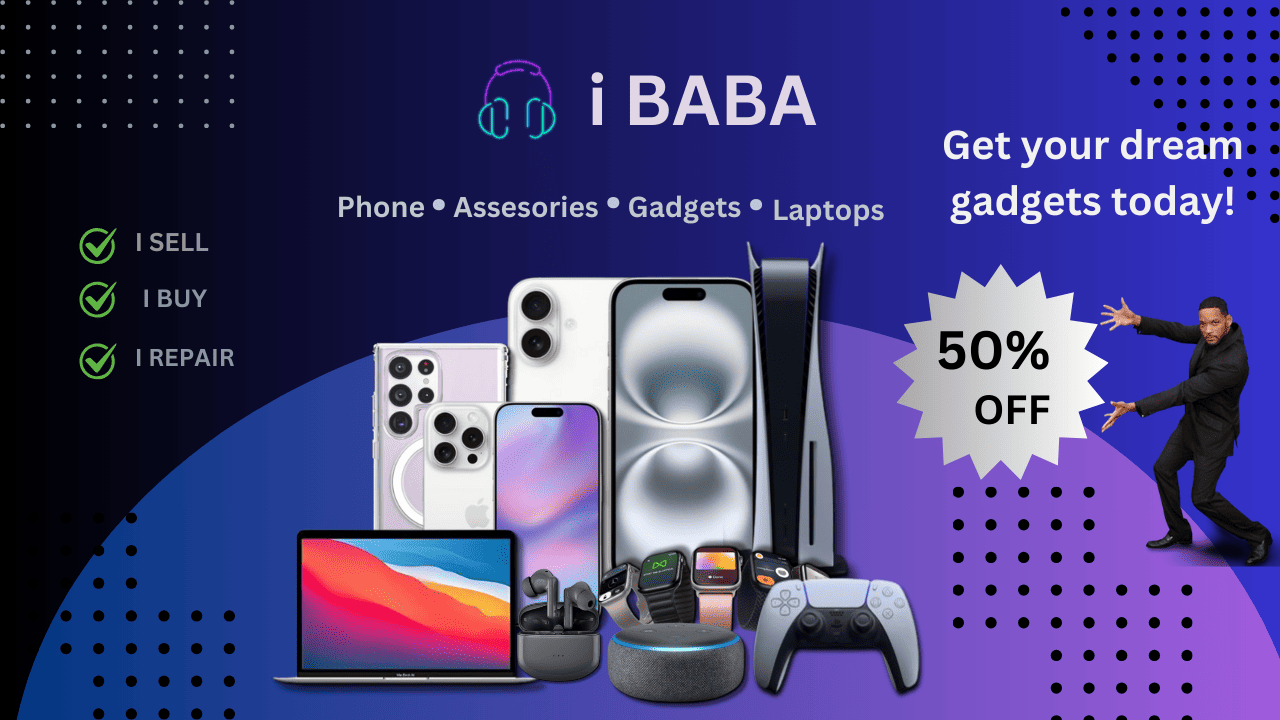 i BABA
Get your dream
gadgets today!
Phone • Assesories • Gadgets • Laptops
I SELL
I BUY
I REPAIR
50%
OFF